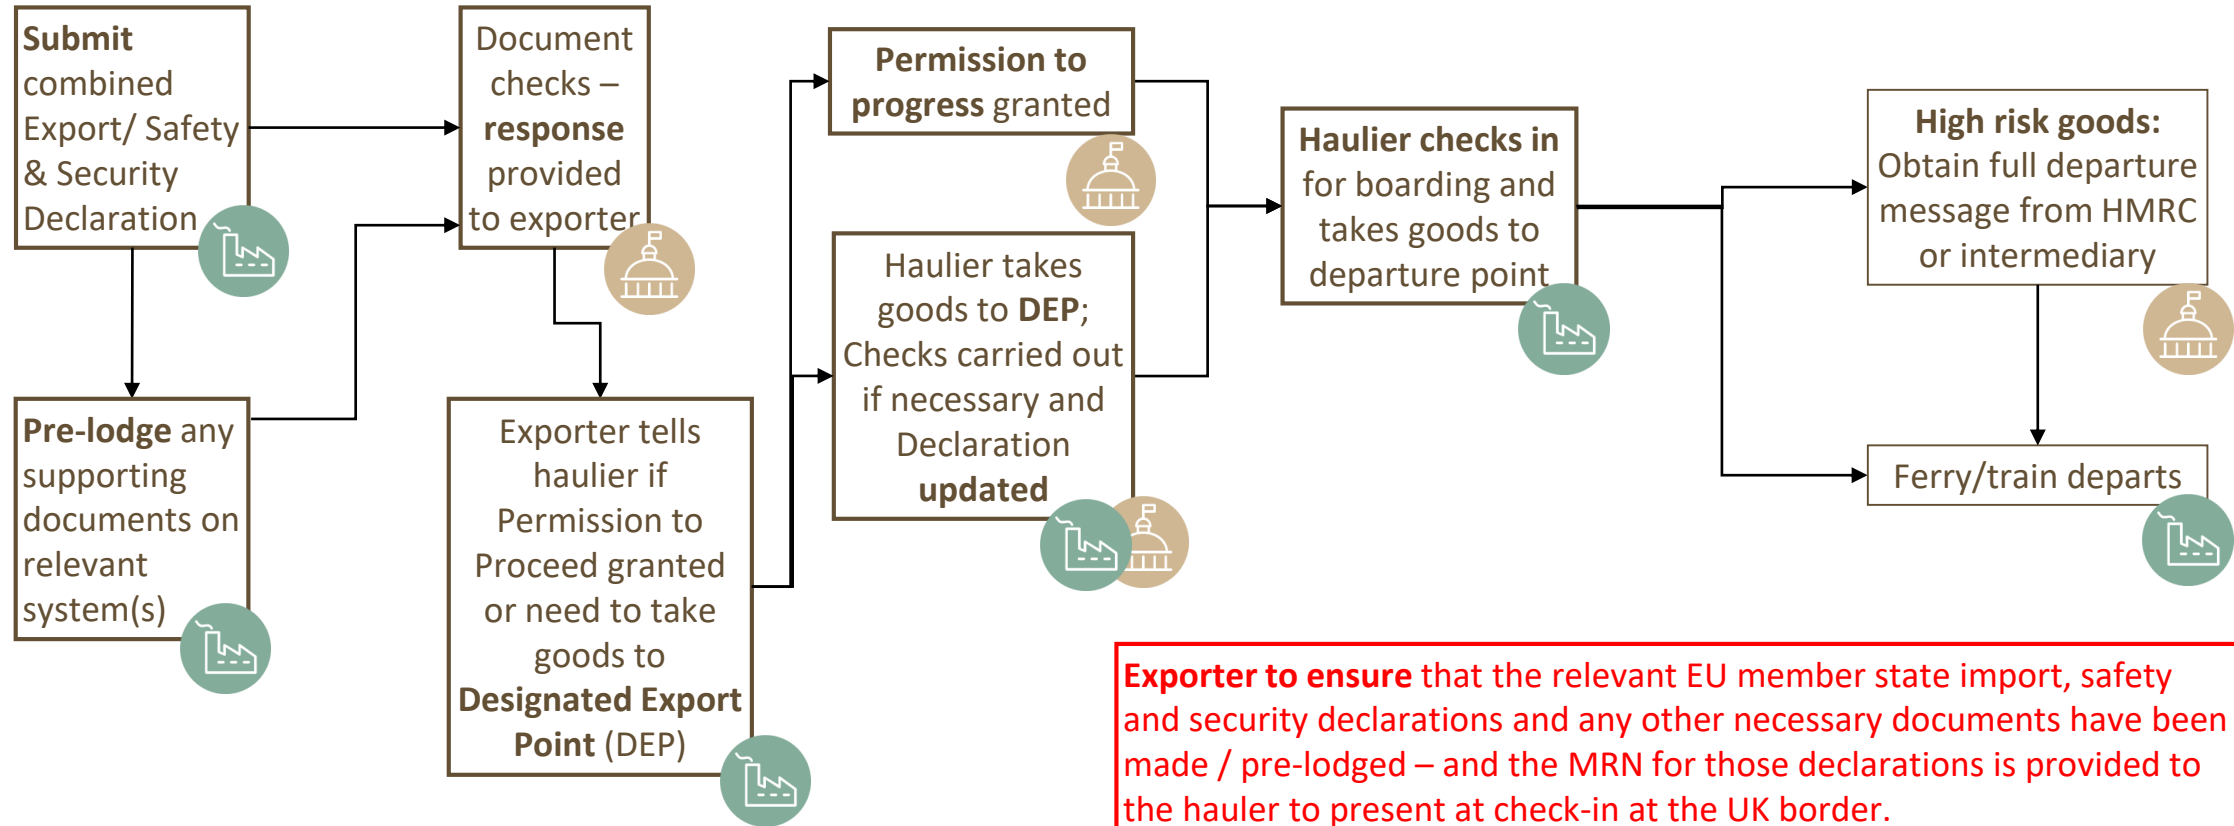 Submit
combined
Export/ Safety
& Security
Declaration
Pre-lodge any
supporting
documents on
relevant
system(s)
Document
checks –
response
provided
to exporter
Exporter tells
haulier if
Permission to
Proceed granted
or need to take
goods to
Designated Export
Point (DEP)
Permission to
progress granted
Haulier takes
goods to DEP;
Checks carried out
if necessary and
Declaration
updated
Haulier checks in
for boarding and
takes goods to
departure point
High risk goods:
Obtain full departure
message from HMRC
or intermediary
Ferry/train departs
Exporter to ensure that the relevant EU member state import, safety
and security declarations and any other necessary documents have been
made / pre-lodged – and the MRN for those declarations is provided to
the hauler to present at check-in at the UK border.